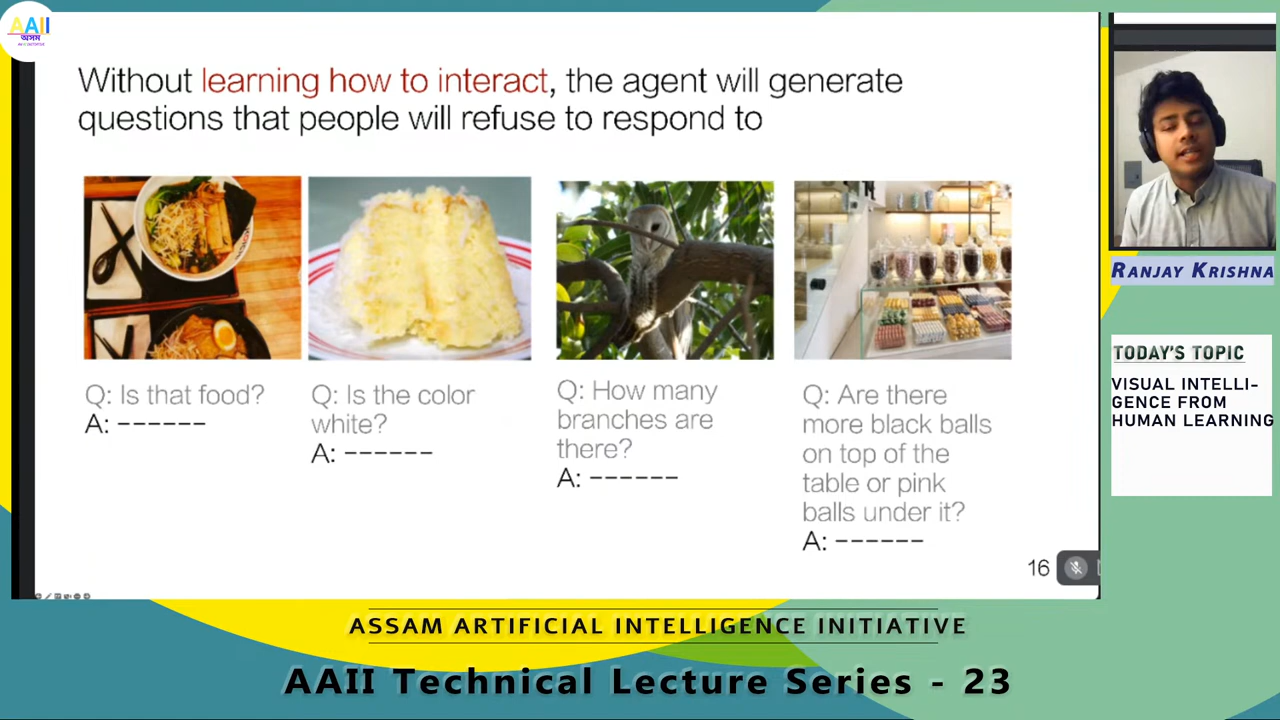 AAII
অসম
Without learning how to interact, the agent will generate
questions that people will refuse to respond to
Q: Is that food?
A: ------
Q: Is the color
white?
A: ------
Q: How many
branches are
there?
A: ------
Q: Are there
more black balls
on top of the
table or pink
balls under it?
A: ------
16
RANJAY KRISHNA
TODAY'S TOPIC
VISUAL INTELLI-
GENCE FROM
HUMAN LEARNING
ASSAM ARTIFICIAL INTELLIGENCE INITIATIVE
AAII Technical Lecture Series - 23